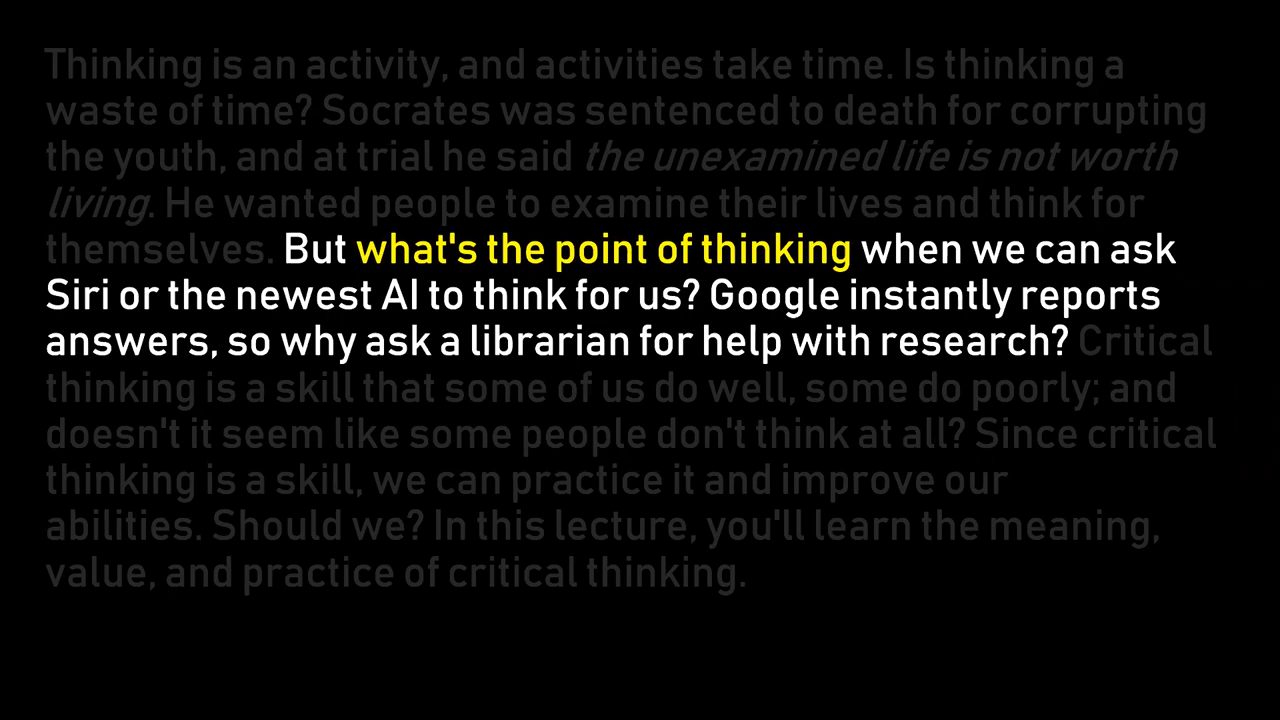 Thinking is an activity, and activities take time. Is thinking a
waste of time? Socrates was sentenced to death for corrupting
the youth, and at trial he said the unexamined life is not worth
living. He wanted people to examine their lives and think for
themselves. But what's the point of thinking when we can ask
Siri or the newest AI to think for us? Google instantly reports
answers, so why ask a librarian for help with research? Critical
thinking is a skill that some of us do well, some do poorly; and
doesn't it seem like some people don't think at all? Since critical
thinking is a skill, we can practice it and improve our
abilities. Should we? In this lecture, you'll learn the meaning,
value, and practice of critical thinking.